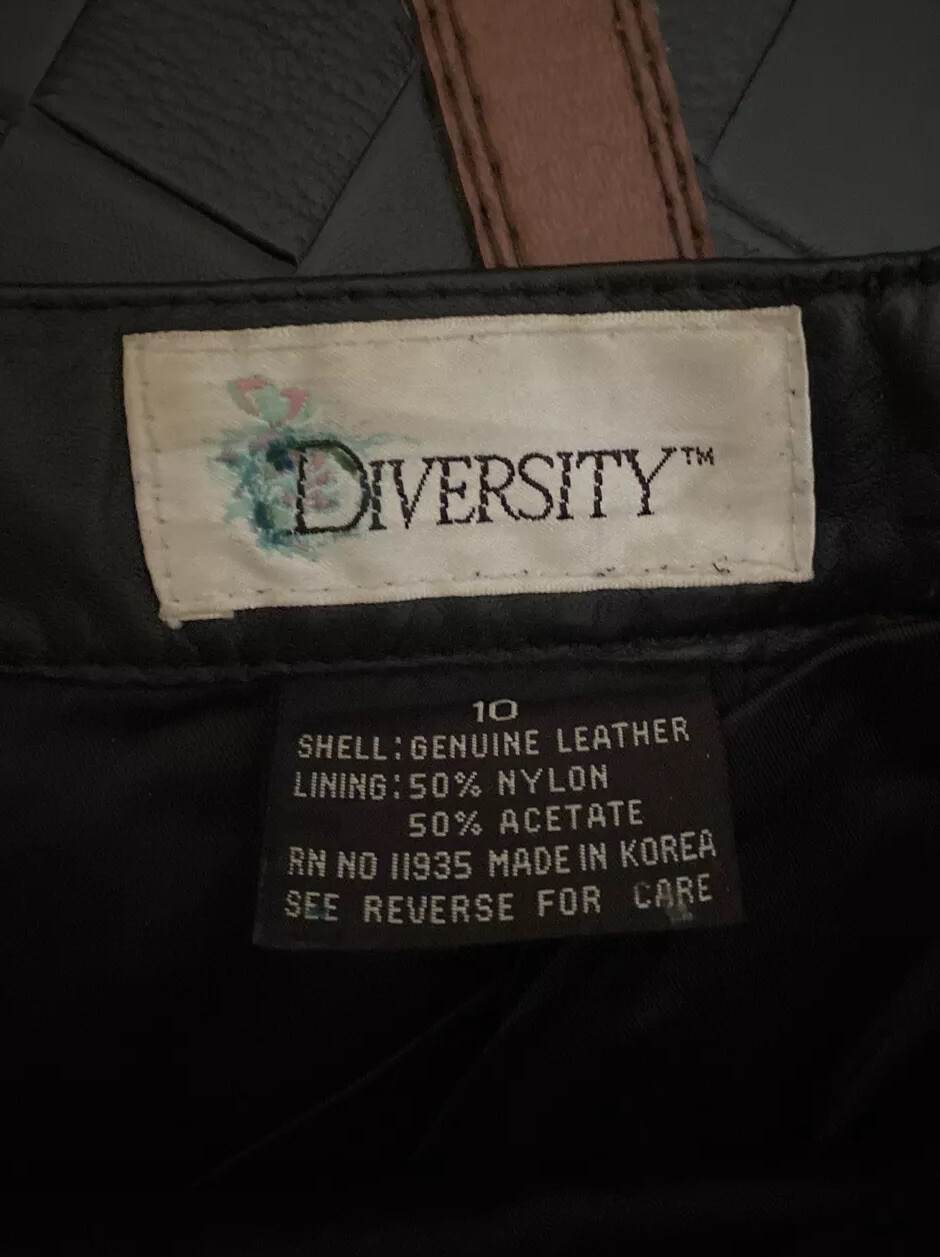 DIVERSITY™
10
SHELL: GENUINE LEATHER
LINING: 50% NYLON
50% ACETATE
RN NO 11935 MADE IN KOREA
SEE REVERSE FOR CARE